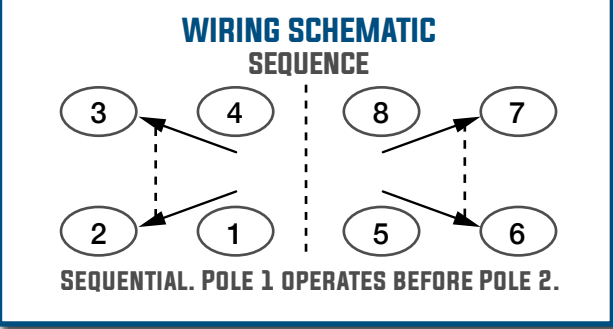 WIRING SCHEMATIC
SEQUENCE
3 4 8 7
2 1 5 6
SEQUENTIAL. POLE 1 OPERATES BEFORE POLE 2.